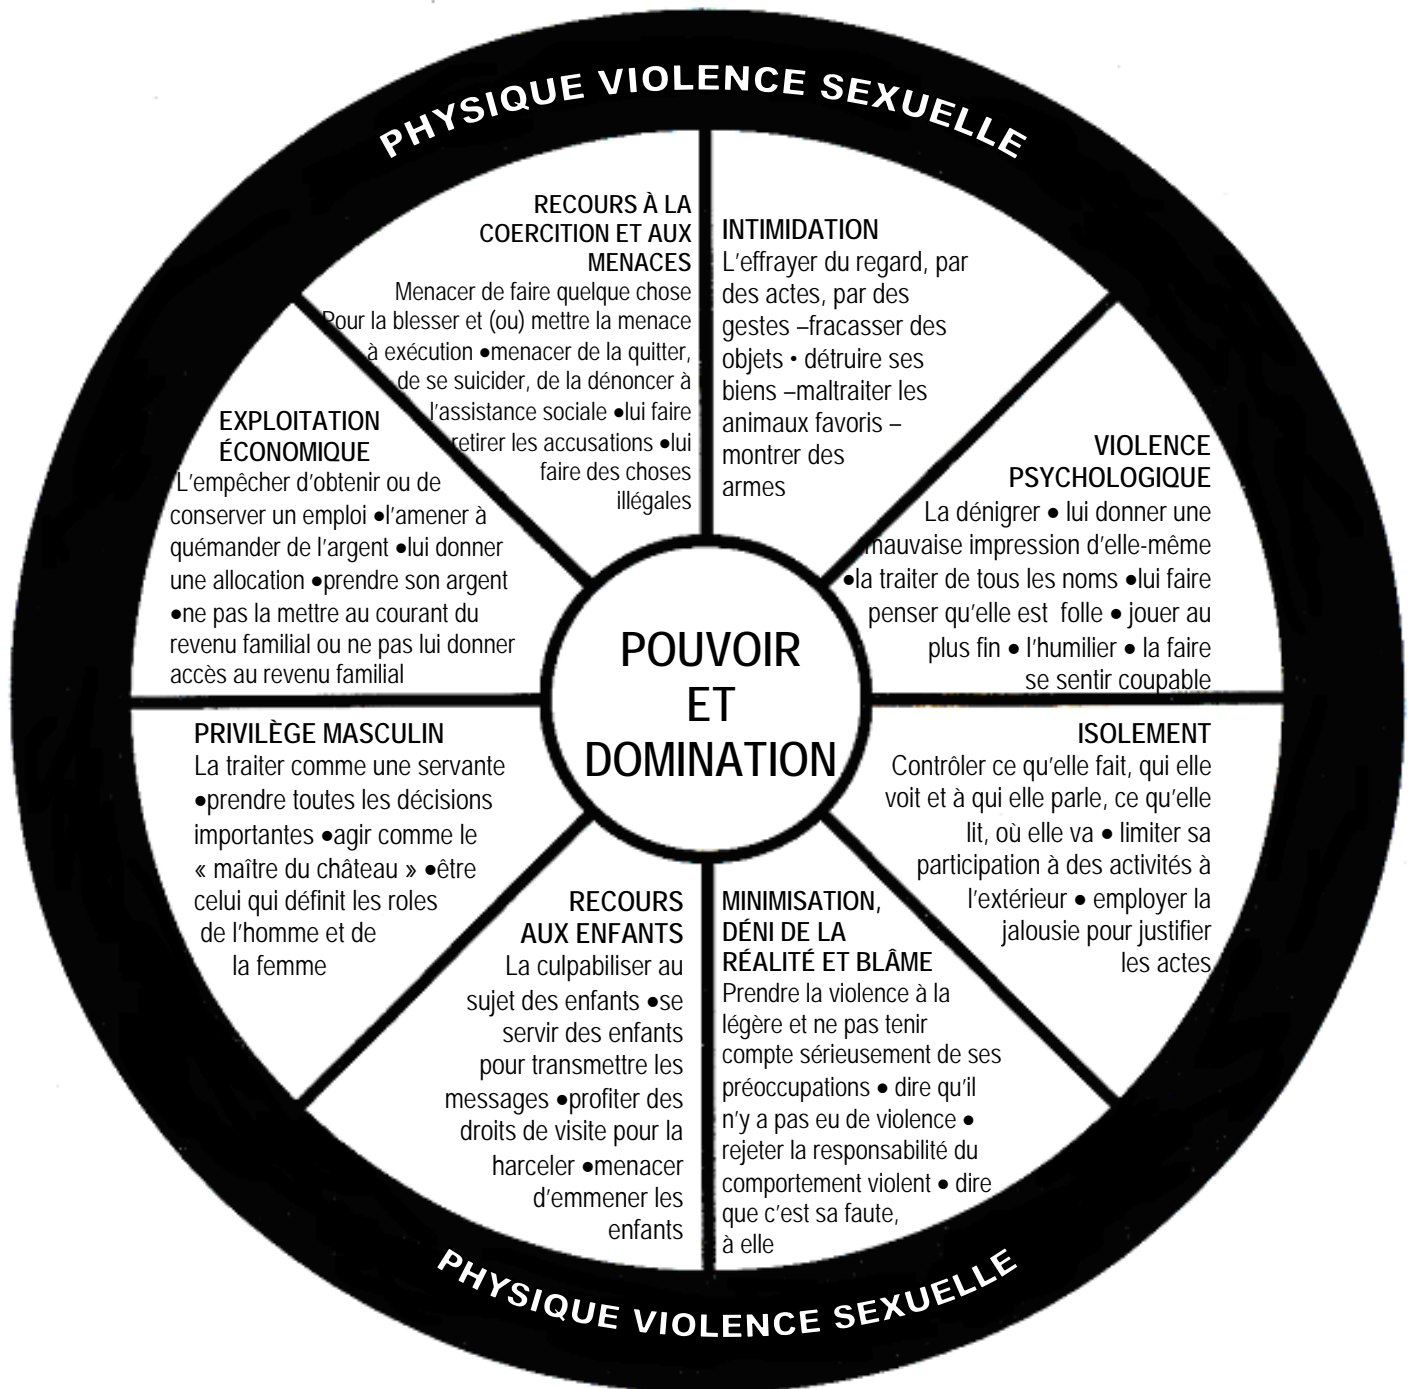 PHYSIQUE VIOLENCE SEXUELLE
RECOURS À LA
COERCITION ET AUX
MENACES
Menacer de faire quelque chose
Pour la blesser et (ou) mettre la menace
à exécution •menacer de la quitter,
de se suicider, de la dénoncer à
l'assistance sociale •lui faire
retirer les accusations •lui
faire des choses
illégales
INTIMIDATION
L'effrayer du regard, par
des actes, par des
gestes –fracasser des
objets • détruire ses
biens –maltraiter les
animaux favoris –
montrer des
armes
VIOLENCE
PSYCHOLOGIQUE
La dénigrer • lui donner une
mauvaise impression d'elle-même
•la traiter de tous les noms •lui faire
penser qu'elle est folle • jouer au
plus fin • l'humilier • la faire
se sentir coupable
EXPLOITATION
ÉCONOMIQUE
L'empêcher d'obtenir ou de
conserver un emploi •l'amener à
quémander de l'argent •lui donner
une allocation •prendre son argent
•ne pas la mettre au courant du
revenu familial ou ne pas lui donner
accès au revenu familial
POUVOIR
ET
DOMINATION
PRIVILÈGE MASCULIN
La traiter comme une servante
•prendre toutes les décisions
importantes •agir comme le
« maître du château » •être
celui qui définit les roles
de l'homme et de
la femme
ISOLEMENT
Contrôler ce qu'elle fait, qui elle
voit et à qui elle parle, ce qu'elle
lit, où elle va • limiter sa
participation à des activités à
l'extérieur • employer la
jalousie pour justifier
les actes
RECOURS
AUX ENFANTS
La culpabiliser au
sujet des enfants •se
servir des enfants
pour transmettre les
messages •profiter des
droits de visite pour la
harceler •menacer
d'emmener les
enfants
MINIMISATION,
DÉNI DE LA
RÉALITÉ ET BLÂME
Prendre la violence à la
légère et ne pas tenir
compte sérieusement de ses
préoccupations • dire qu'il
n'y a pas eu de violence •
rejeter la responsabilité du
comportement violent • dire
que c'est sa faute,
à elle
PHYSIQUE VIOLENCE SEXUELLE